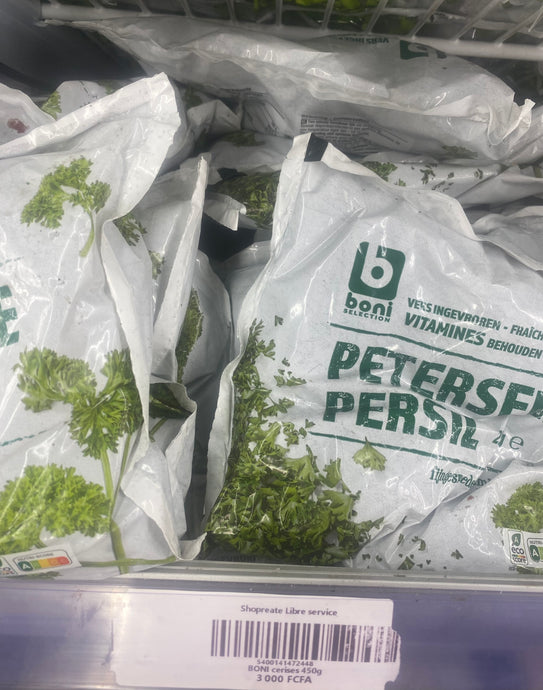 boni
SELECTION
VERS INGEVROREN - FRAÎCH
VITAMINES BEHOUDEN
PETERSE
PERSIL
Shopreate Libre service
5400141472448
BONI cerises 450g
3 000 FCFA